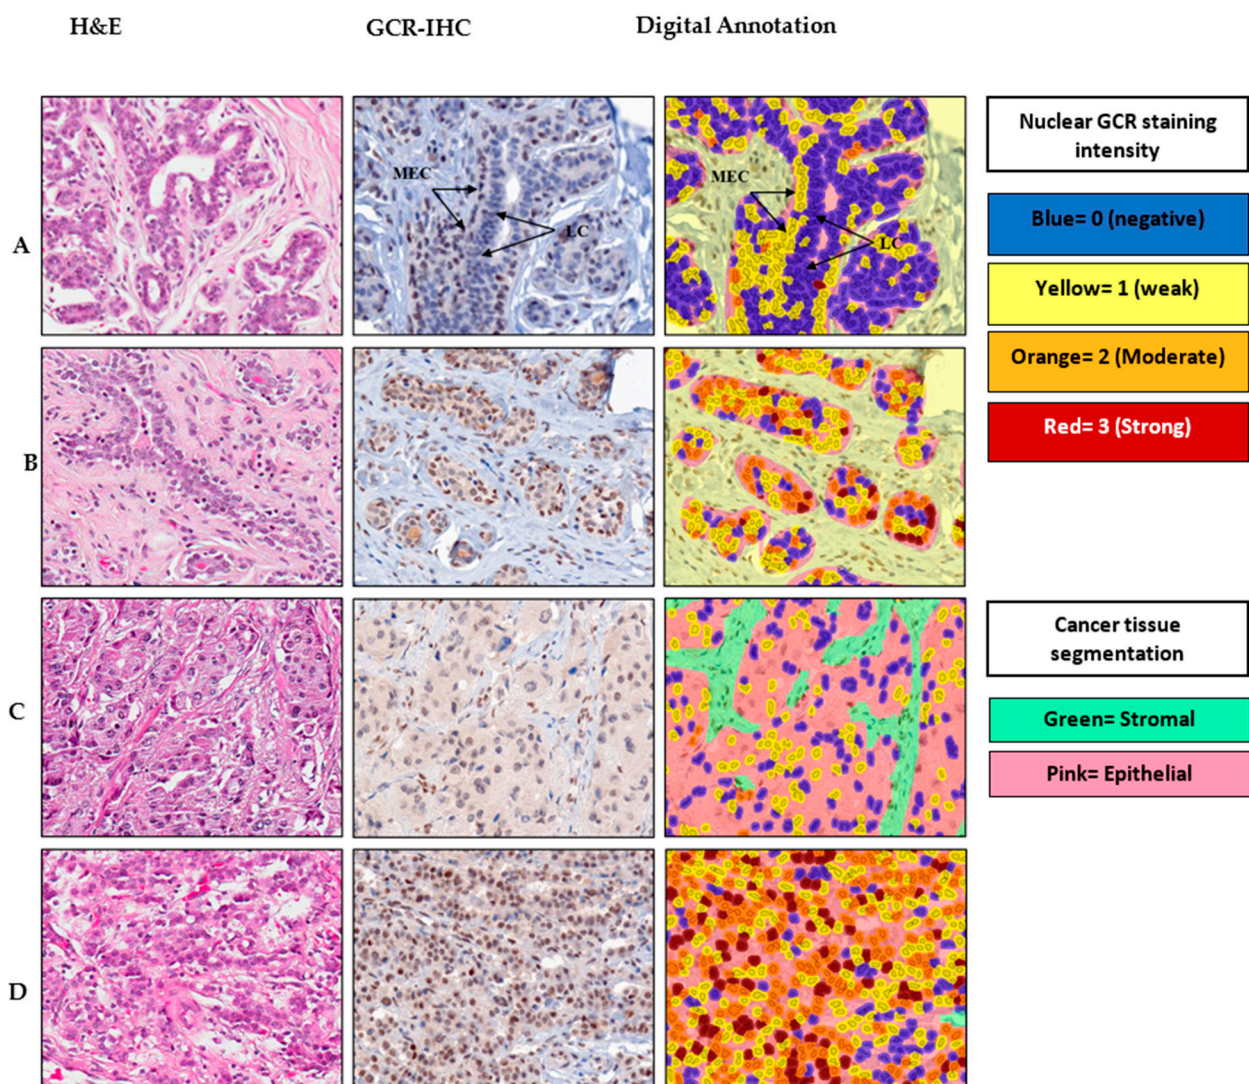 H&E
GCR-IHC
Digital Annotation
A
MEC
LC
MEC
LC
Nuclear GCR staining
intensity
Blue= 0 (negative)
Yellow= 1 (weak)
Orange= 2 (Moderate)
Red= 3 (Strong)
B
C
Cancer tissue
segmentation
Green= Stromal
Pink= Epithelial
D